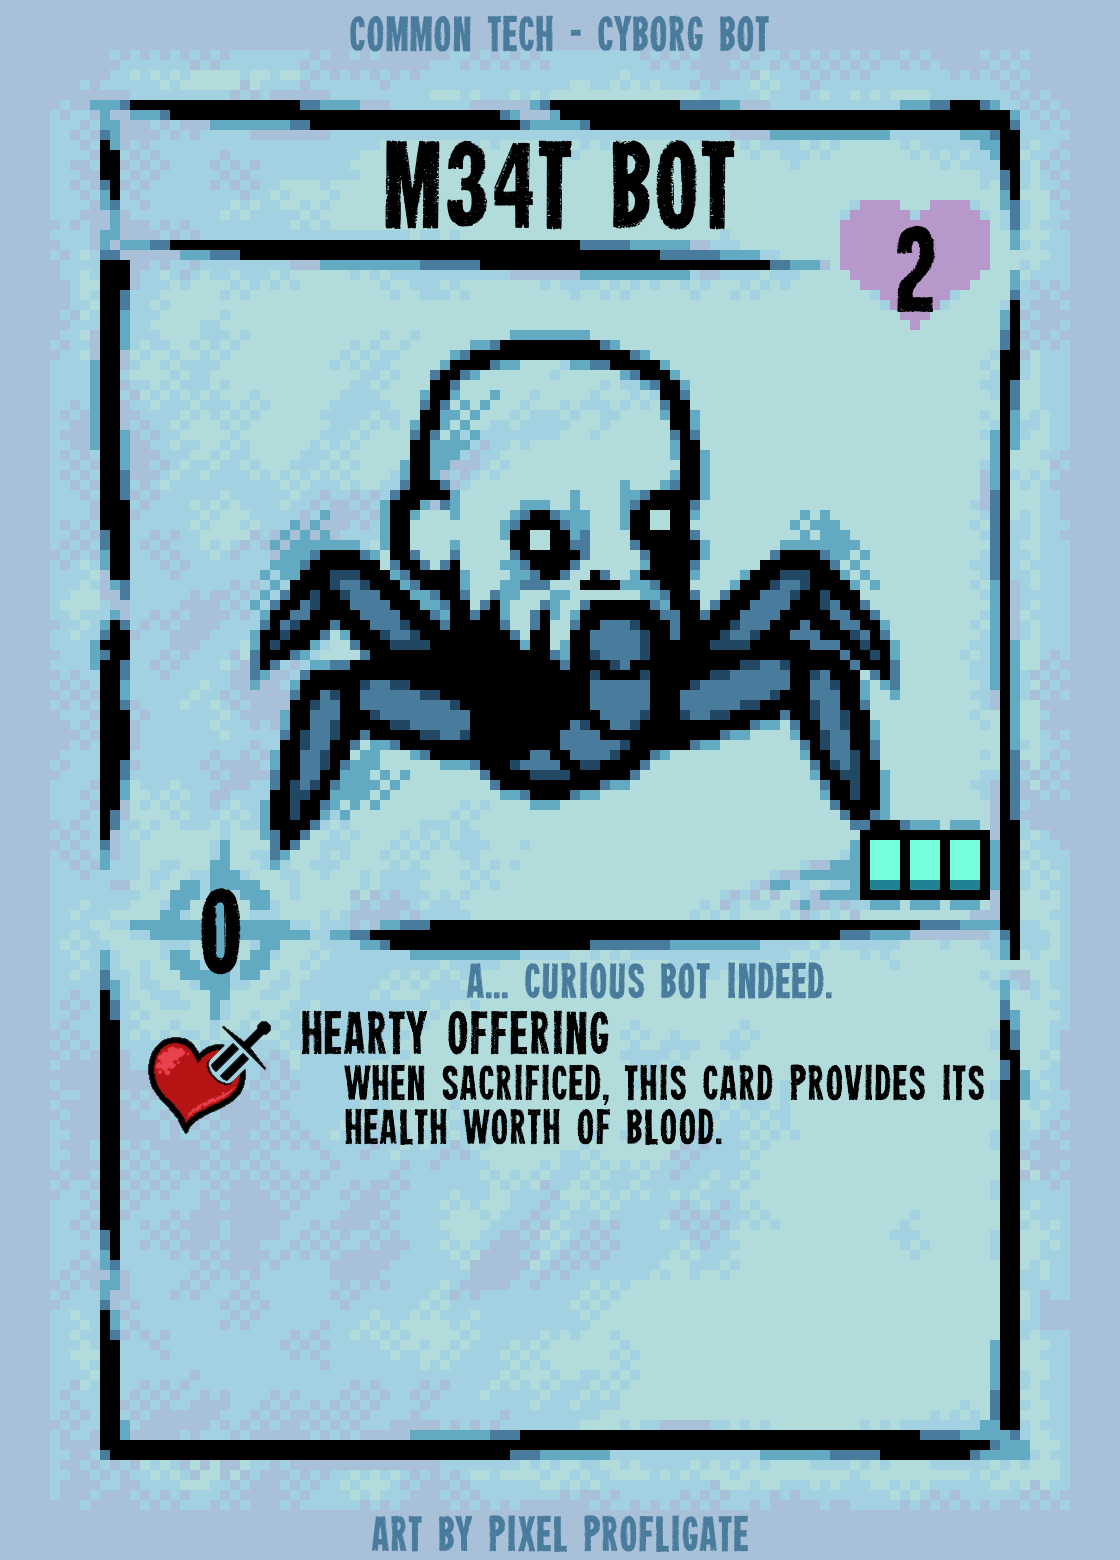 COMMON TECH - CYBORG BOT
M34T BOT
2
0
A... CURIOUS BOT INDEED.
HEARTY OFFERING
WHEN SACRIFICED, THIS CARD PROVIDES ITS
HEALTH WORTH OF BLOOD.
ART BY PIXEL PROFLIGATE